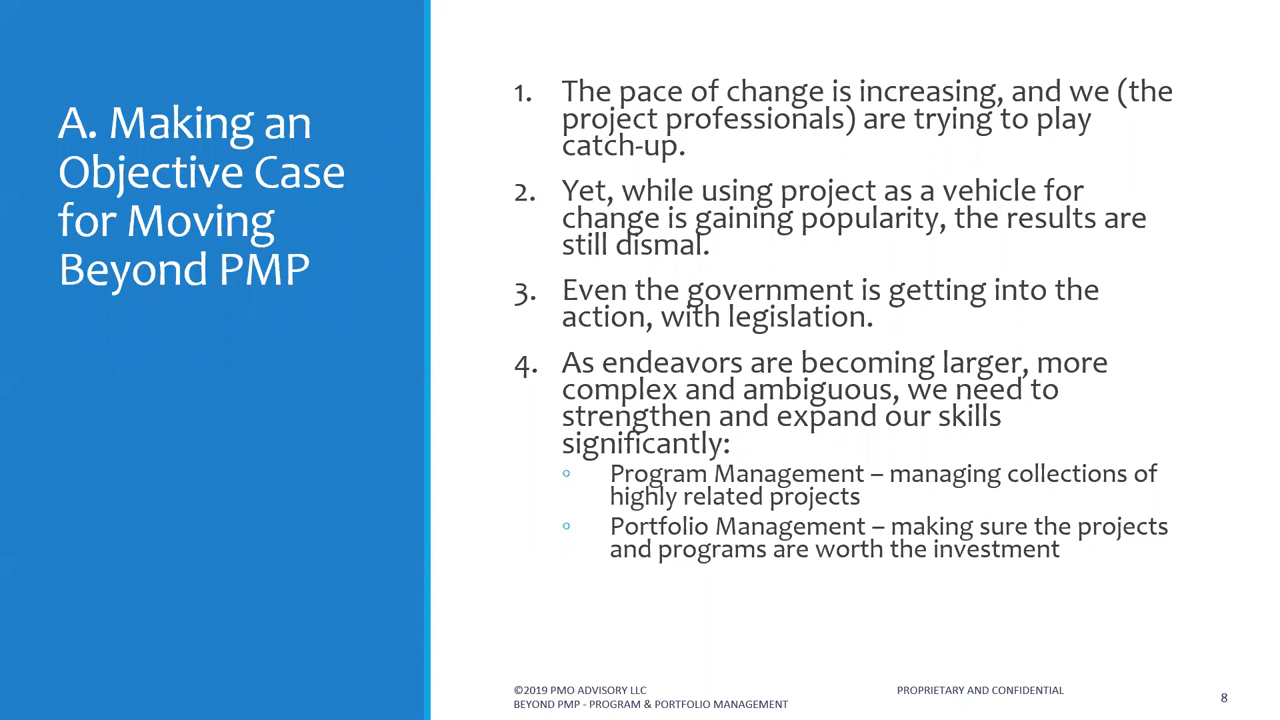 A. Making an
Objective Case
for Moving
Beyond PMP
1. The pace of change is increasing, and we (the
project professionals) are trying to play
catch-up.
2. Yet, while using project as a vehicle for
change is gaining popularity, the results are
still dismal.
3. Even the government is getting into the
action, with legislation.
4. As endeavors are becoming larger, more
complex and ambiguous, we need to
strengthen and expand our skills
significantly:
◦ Program Management – managing collections of
highly related projects
◦ Portfolio Management – making sure the projects
and programs are worth the investment
©2019 PMO ADVISORY LLC PROPRIETARY AND CONFIDENTIAL
BEYOND PMP - PROGRAM & PORTFOLIO MANAGEMENT
8